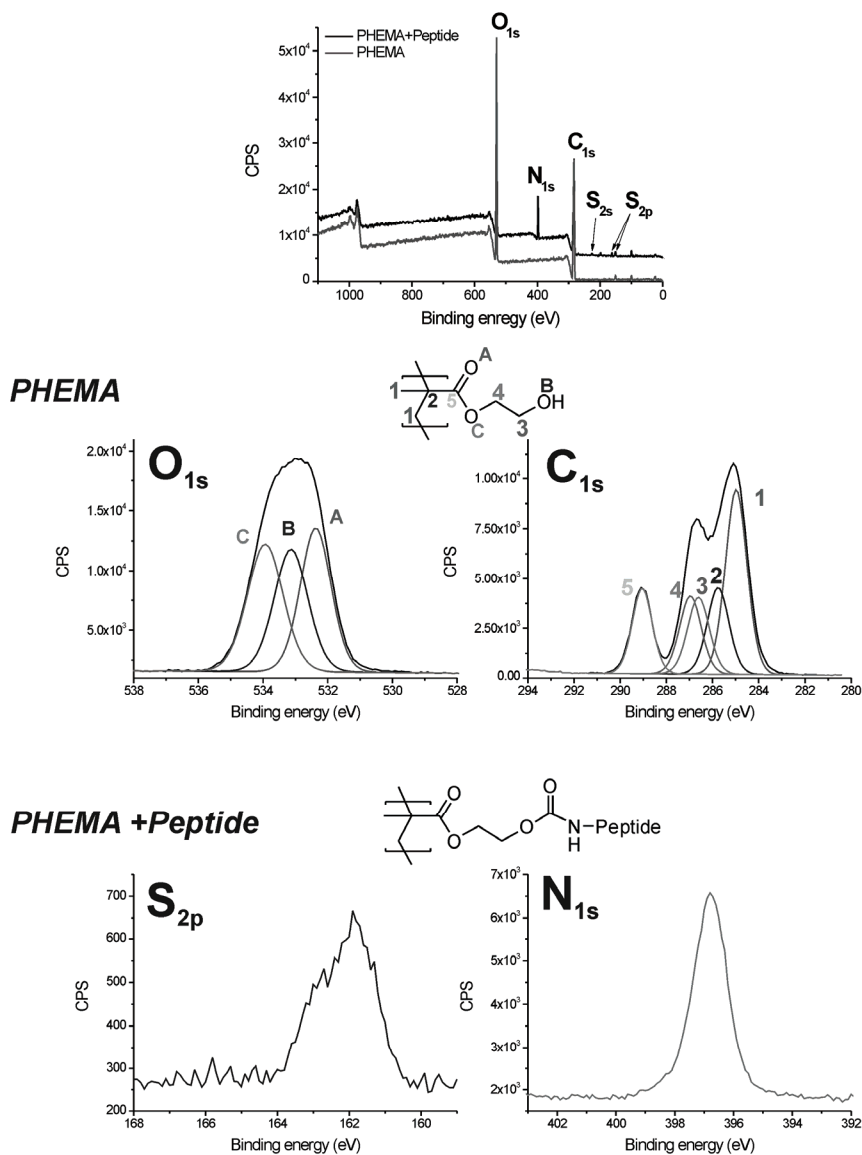 PHEMA+Peptide
PHEMA
O1s
N1s
C1s
S2s
S2p
5x10⁴
4x10⁴
3x10⁴
2x10⁴
1x10⁴
0
CPS
1000 800 600 400 200 0
Binding enregy (eV)
PHEMA
A
O
B
OH
1
2
5
4
O
C
3
1
O1s
2.0x10⁴
1.5x10⁴
1.0x10⁴
5.0x10³
CPS
C B A
538 536 534 532 530 528
Binding energy (eV)
C1s
1.00x10⁴
7.50x10³
5.00x10³
2.50x10³
0.00
CPS
5 4 3 2 1
294 292 290 288 286 284 282 280
Binding energy (eV)
PHEMA +Peptide
O
O
O
O
N
H
Peptide
S2p
700
600
500
400
300
200
CPS
168 166 164 162 160
Binding energy (eV)
N1s
7x10³
6x10³
5x10³
4x10³
3x10³
2x10³
CPS
402 400 398 396 394 392
Binding energy (eV)